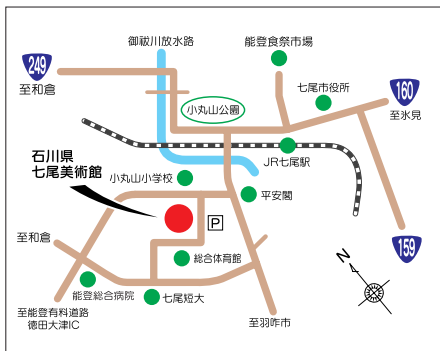 御祓川放水路
能登食祭市場
249
至和倉
七尾市役所
160
至氷見
小丸山公園
石川県
七尾美術館
JR七尾駅
小丸山小学校
平安閣
P
至和倉
総合体育館
159
N
能登総合病院
七尾短大
至能登有料道路
徳田大津IC
至羽咋市